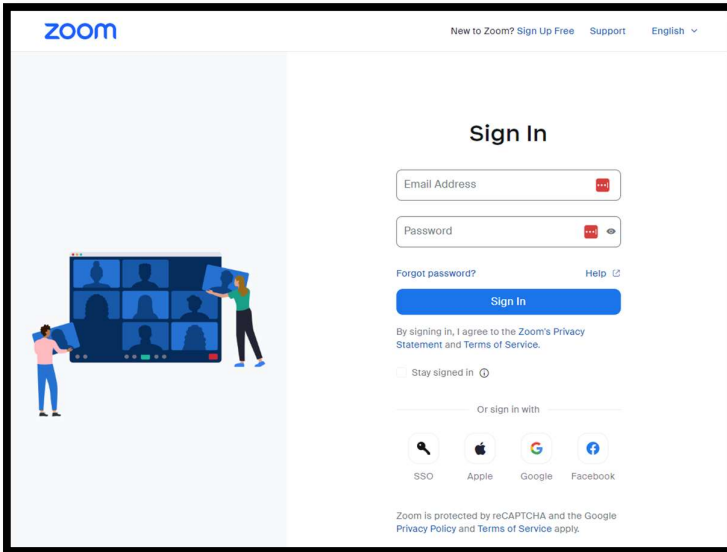 zoom
New to Zoom? Sign Up Free Support English
Sign In
Email Address
Password
Forgot password? Help
Sign In
By signing in, I agree to the Zoom's Privacy
Statement and Terms of Service.
Stay signed in
Or sign in with
SSO Apple Google Facebook
Zoom is protected by reCAPTCHA and the Google
Privacy Policy and Terms of Service apply.